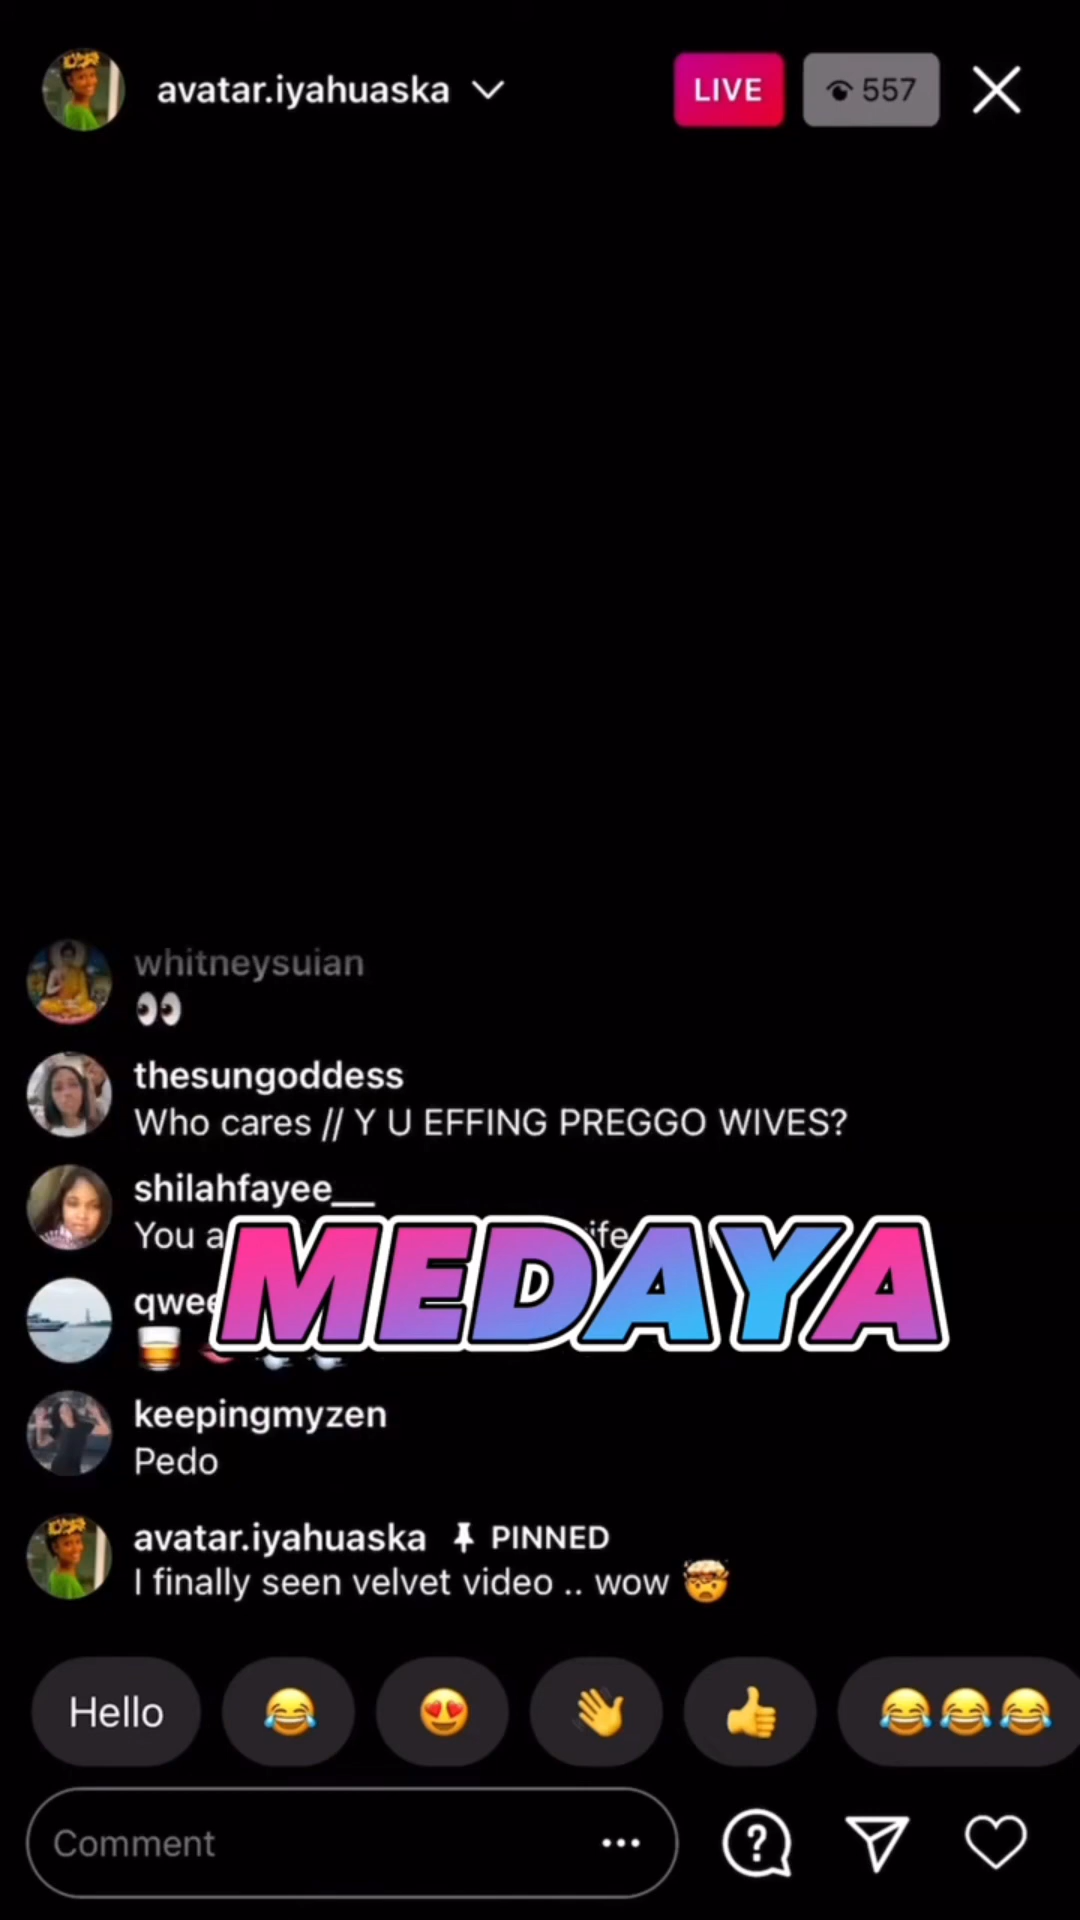 avatar.iyahuaska
LIVE
557
whitneysuian
👀
thesungoddess
Who cares // Y U EFFING PREGGO WIVES?
shilahfayee__
You
MEDAYA
keepingmyzen
Pedo
avatar.iyahuaska PINNED
I finally seen velvet video .. wow 🤯
Hello 😂 😍 👋 👍 😂😂😂
Comment